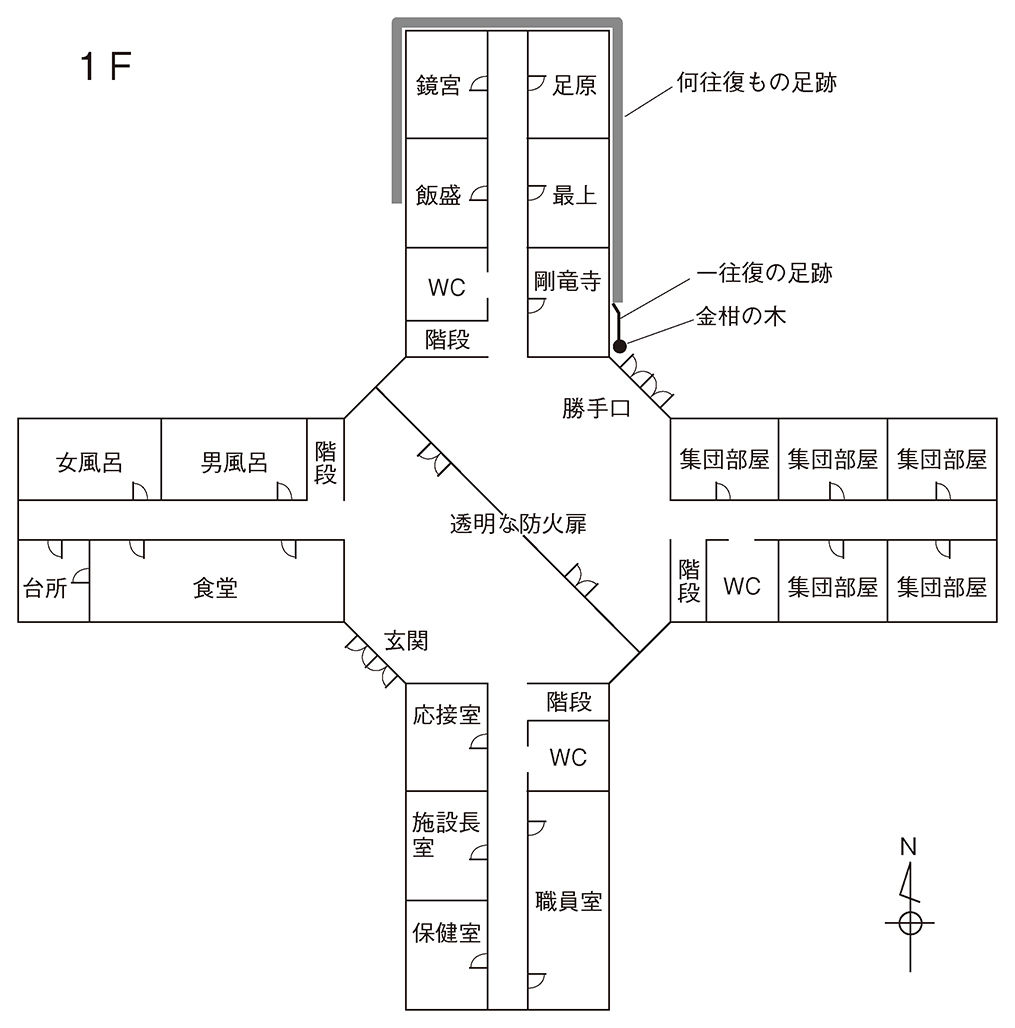 1F
鏡宮
足原
何往復もの足跡
飯盛
最上
WC
剛竜寺
一往復の足跡
金柑の木
階段
勝手口
女風呂
男風呂
階
段
集団部屋
集団部屋
集団部屋
透明な防火扉
台所
食堂
階
段
WC
集団部屋
集団部屋
玄関
応接室
階段
WC
施設長
室
職員室
保健室
N